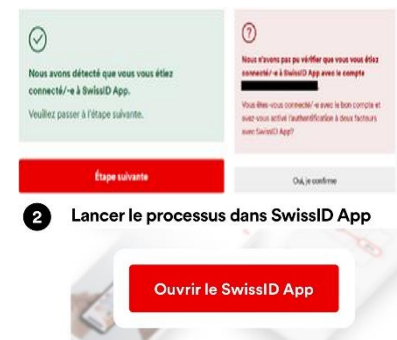 Nous avons détecté que vous vous étiez
connecté/-e à SwissID App.
Veuillez passer à l'étape suivante.
Étape suivante
?
Nous n'avons pas pu vérifier que vous vous étiez
connecté/-e à SwissID App avec le compte
Vous êtes-vous connecté/-e avec le bon compte et
avez-vous activé l'authentification à deux facteurs
avec SwissID App?
Oui, je confirme
2 Lancer le processus dans SwissID App
Ouvrir le SwissID App